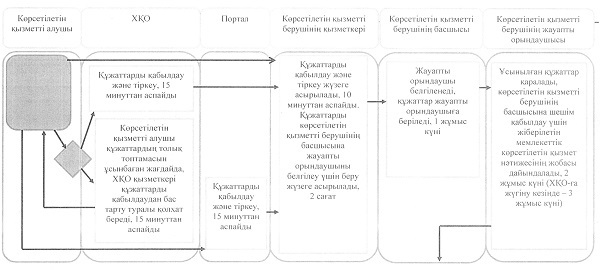 Көрсетілетін
қызметті алушы
ХҚО
Портал
Көрсетілетін қызметті
берушінің қызметкері
Көрсетілетін қызметті
берушінің басшысы
Көрсетілетін қызметті
берушінің жауапты
орындаушысы
Құжаттарды қабылдау
және тіркеу, 15
минуттан аспайды
Көрсетілетін
қызметті алушы
құжаттардың толық
топтамасын
ұсынбаған жағдайда,
ХҚО қызметкері
құжаттарды
қабылдаудан бас
тарту туралы қолхат
береді, 15 минуттан
аспайды
Құжаттарды
қабылдау
және тіркеу,
15 минуттан
аспайды
Құжаттарды
қабылдау және
тіркеу жүзеге
асырылады, 10
минуттан аспайды,
Құжаттарды
көрсетілетін
қызметті берушінің
басшысына
жауапты
орындаушыны
белгілеу үшін беру
жүзеге асырылады,
2 сағат
Жауапты
орындаушы
белгіленеді,
құжаттар жауапты
орындаушыға
беріледі, 1 жұмыс
күні
Ұсынылған құжаттар
қаралады,
көрсетілетін қызметті
берушінің
басшысына шешім
қабылдау үшін
жіберілетін
мемлекеттік
көрсетілетін қызмет
нәтижесінің жобасы
дайындалады, 2
жұмыс күні (ХҚО-ға
жүгіну кезінде – 3
жұмыс күні)